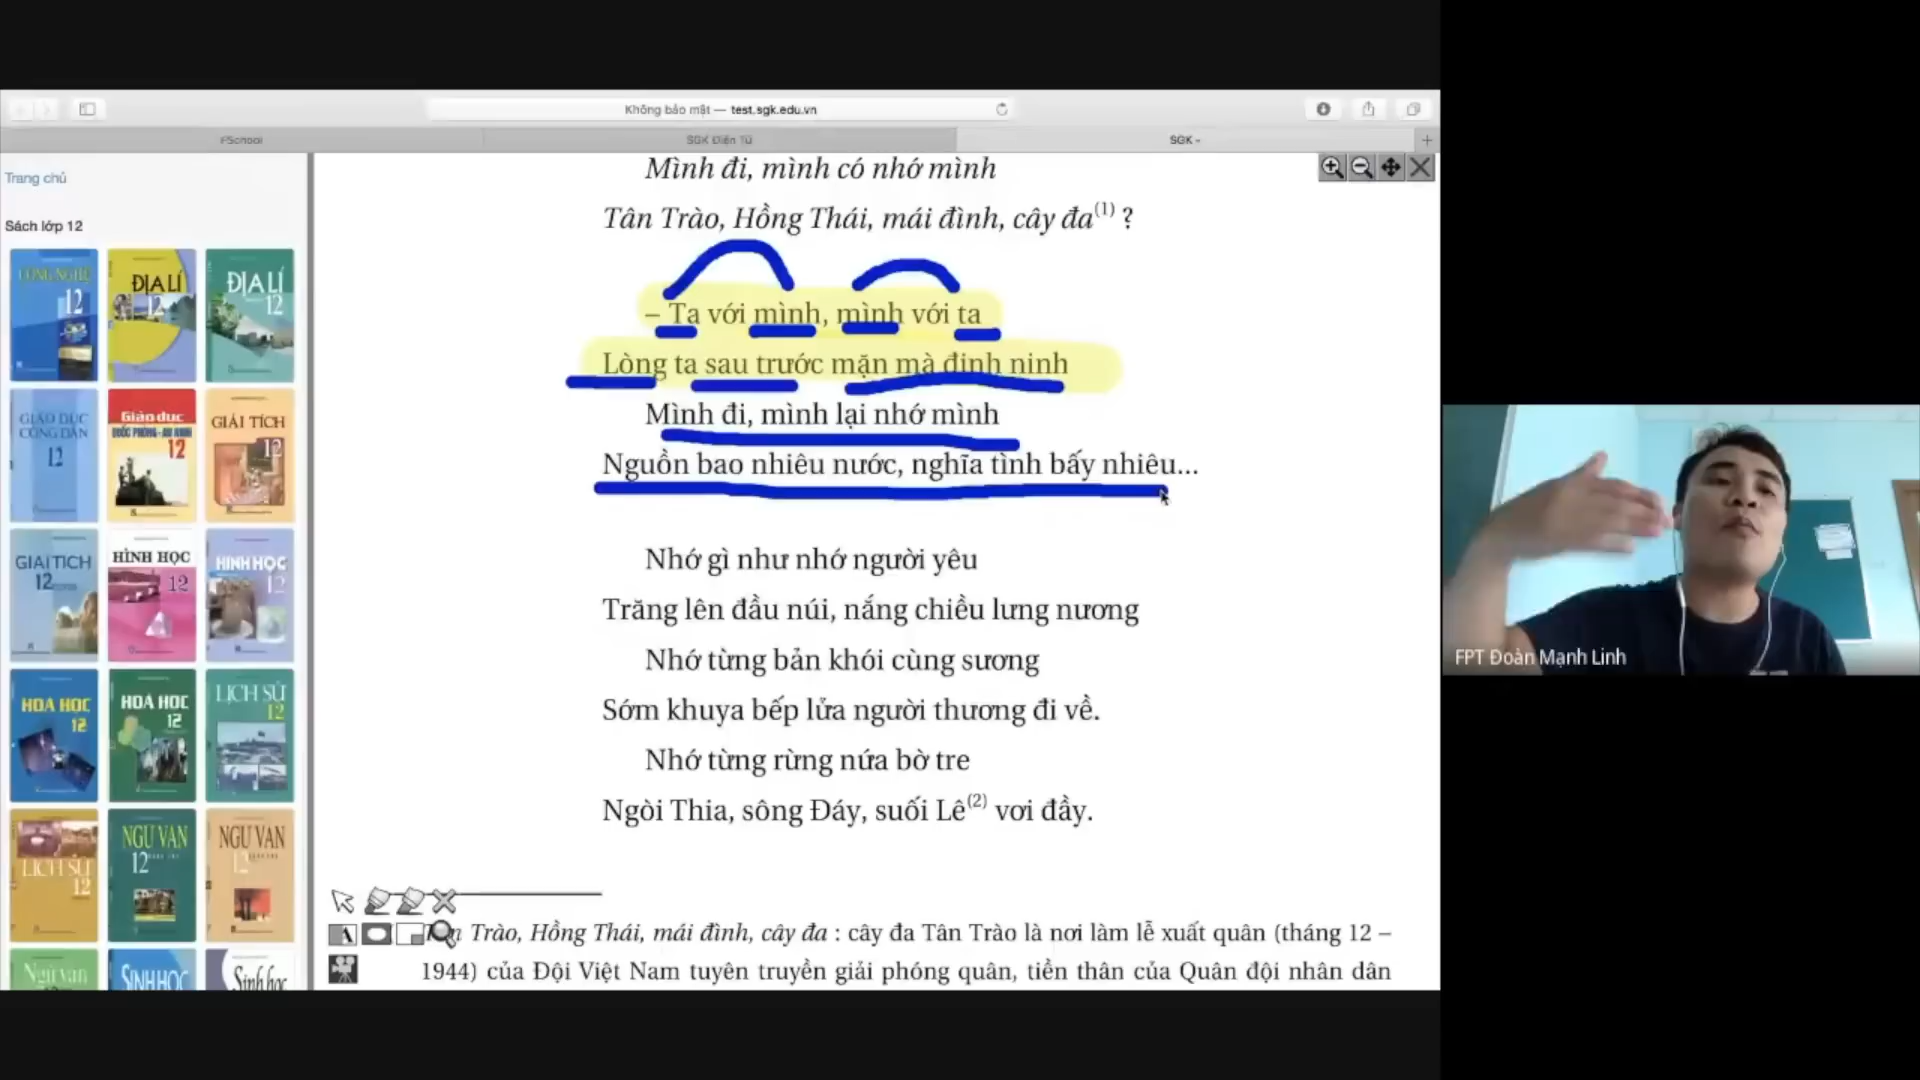 Không bảo mật — test.sgk.edu.vn
FSchool
SGK Điện Tử
SGK -
Trang chủ
Sách lớp 12
CÔNG NGHỆ 12
ĐỊA LÍ 12
ĐỊA LÍ 12
GIÁO DỤC CÔNG DÂN 12
Giáo dục QUỐC PHÒNG - AN NINH 12
GIẢI TÍCH 12
GIẢI TÍCH 12
HÌNH HỌC 12
HÌNH HỌC 12
HOÁ HỌC 12
HOÁ HỌC 12
LỊCH SỬ 12
LỊCH SỬ 12
NGỮ VĂN 12
NGỮ VĂN 12
Ngữ văn
SINH HỌC
Sinh học
Mình đi, mình có nhớ mình
Tân Trào, Hồng Thái, mái đình, cây đa(1) ?
– Ta với mình, mình với ta
Lòng ta sau trước mặn mà đinh ninh
Mình đi, mình lại nhớ mình
Nguồn bao nhiêu nước, nghĩa tình bấy nhiêu...
Nhớ gì như nhớ người yêu
Trăng lên đầu núi, nắng chiều lưng nương
Nhớ từng bản khói cùng sương
Sớm khuya bếp lửa người thương đi về.
Nhớ từng rừng nứa bờ tre
Ngòi Thia, sông Đáy, suối Lê(2) vơi đầy.
Trào, Hồng Thái, mái đình, cây đa : cây đa Tân Trào là nơi làm lễ xuất quân (tháng 12 –
1944) của Đội Việt Nam tuyên truyền giải phóng quân, tiền thân của Quân đội nhân dân
FPT Đoàn Mạnh Linh